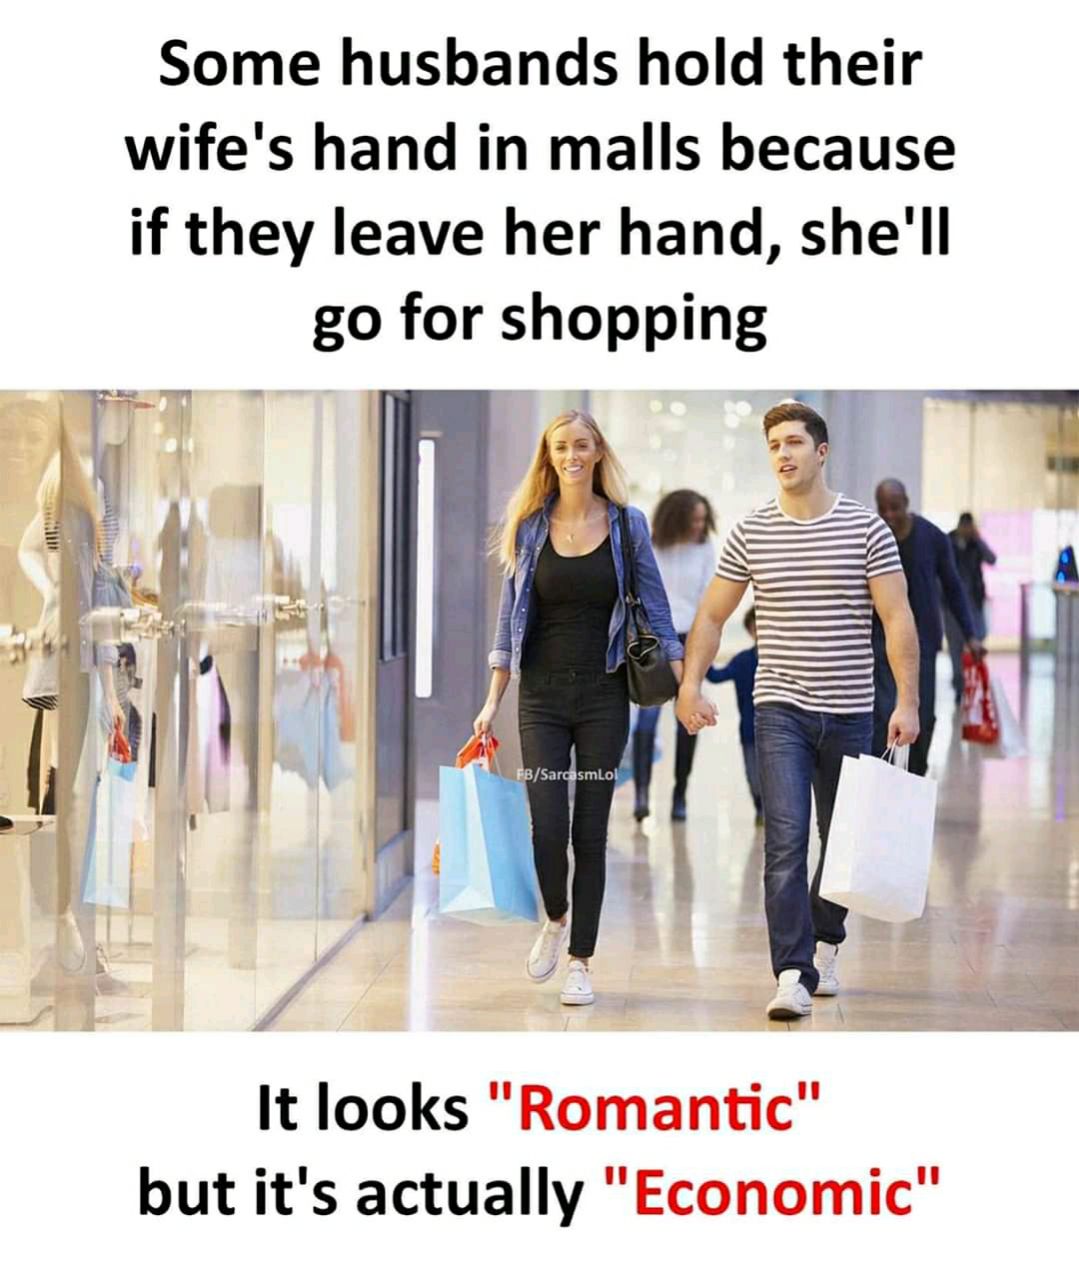 Some husbands hold their
wife's hand in malls because
if they leave her hand, she'll
go for shopping
FB/SarcasmLol
It looks "Romantic"
but it's actually "Economic"